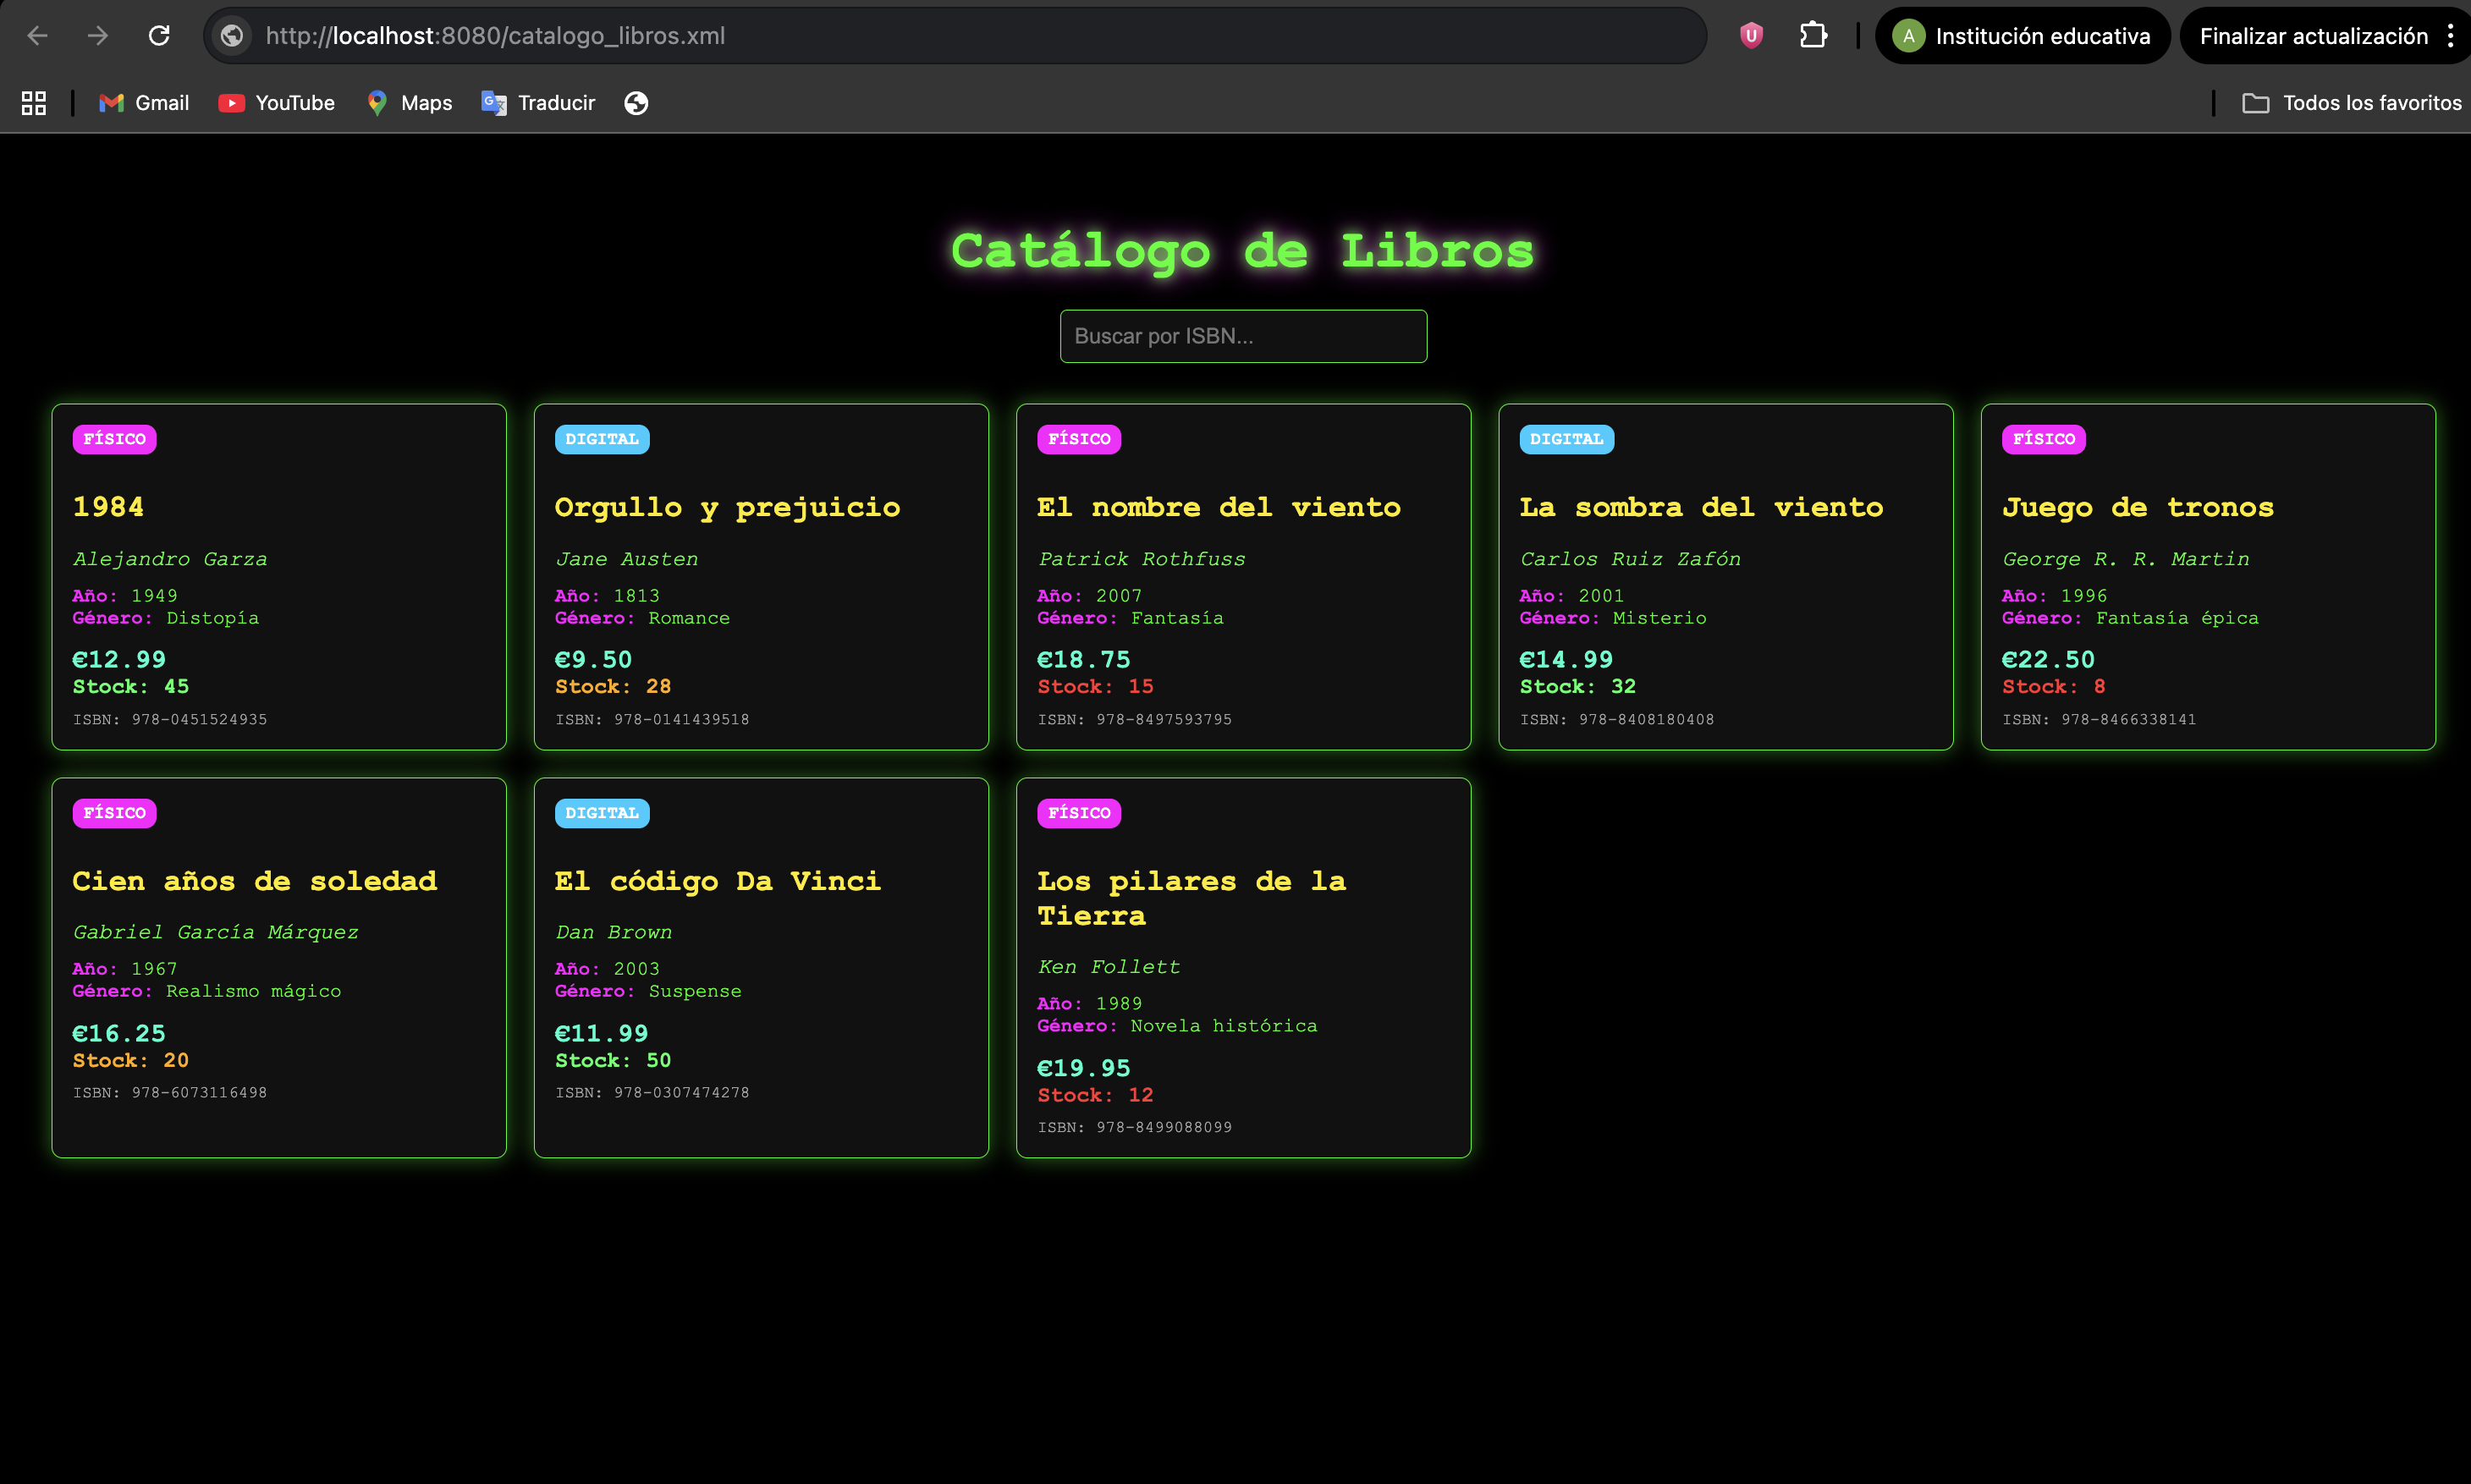 http://localhost:8080/catalogo_libros.xml
A Institución educativa
Finalizar actualización
Gmail
YouTube
Maps
Traducir
Todos los favoritos
Catálogo de Libros
Buscar por ISBN...
FÍSICO
1984
Alejandro Garza
Año: 1949
Género: Distopía
€12.99
Stock: 45
ISBN: 978-0451524935
DIGITAL
Orgullo y prejuicio
Jane Austen
Año: 1813
Género: Romance
€9.50
Stock: 28
ISBN: 978-0141439518
FÍSICO
El nombre del viento
Patrick Rothfuss
Año: 2007
Género: Fantasía
€18.75
Stock: 15
ISBN: 978-8497593795
DIGITAL
La sombra del viento
Carlos Ruiz Zafón
Año: 2001
Género: Misterio
€14.99
Stock: 32
ISBN: 978-8408180408
FÍSICO
Juego de tronos
George R. R. Martin
Año: 1996
Género: Fantasía épica
€22.50
Stock: 8
ISBN: 978-8466338141
FÍSICO
Cien años de soledad
Gabriel García Márquez
Año: 1967
Género: Realismo mágico
€16.25
Stock: 20
ISBN: 978-6073116498
DIGITAL
El código Da Vinci
Dan Brown
Año: 2003
Género: Suspense
€11.99
Stock: 50
ISBN: 978-0307474278
FÍSICO
Los pilares de la
Tierra
Ken Follett
Año: 1989
Género: Novela histórica
€19.95
Stock: 12
ISBN: 978-8499088099